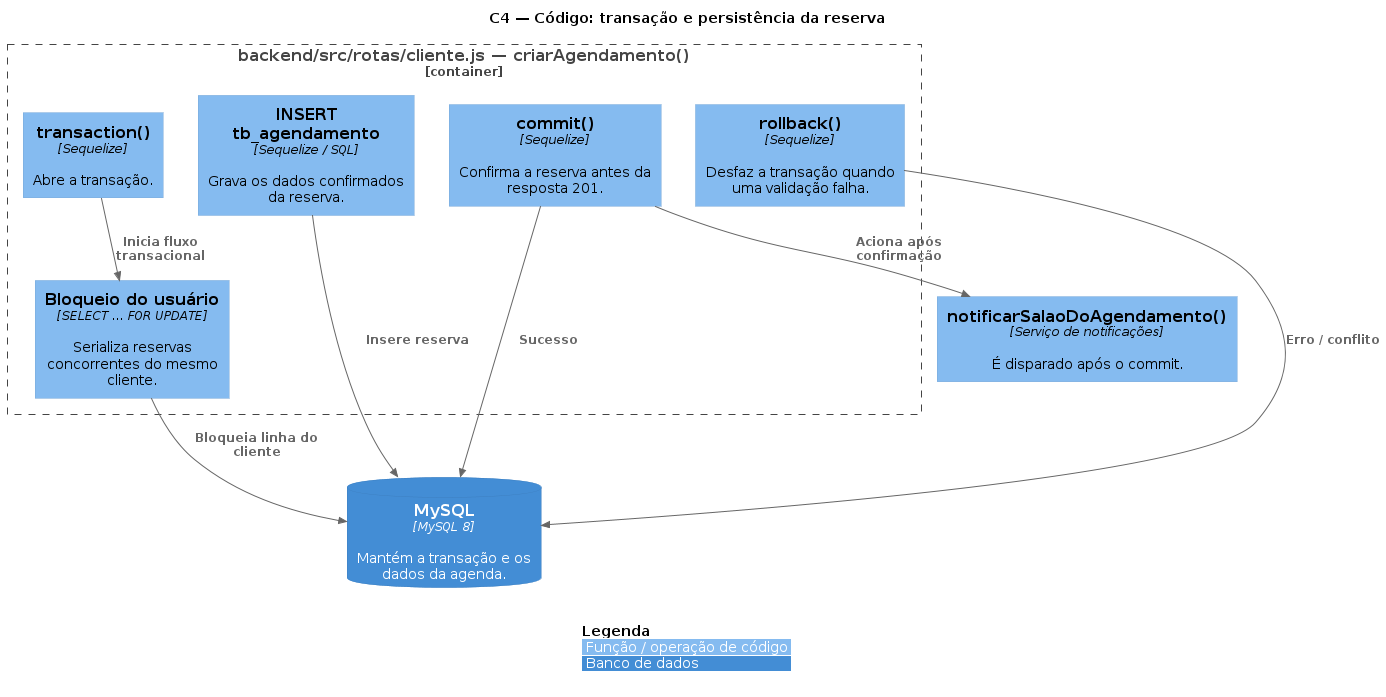 C4 — Código: transação e persistência da reserva
backend/src/rotas/cliente.js — criarAgendamento()
[container]
transaction()
[Sequelize]
Abre a transação.
INSERT
tb_agendamento
[Sequelize / SQL]
Grava os dados confirmados
da reserva.
commit()
[Sequelize]
Confirma a reserva antes da
resposta 201.
rollback()
[Sequelize]
Desfaz a transação quando
uma validação falha.
Inicia fluxo
transacional
Aciona após
confirmação
Bloqueio do usuário
[SELECT ... FOR UPDATE]
Serializa reservas
concorrentes do mesmo
cliente.
Insere reserva
Sucesso
notificarSalaoDoAgendamento()
[Serviço de notificações]
É disparado após o commit.
Erro / conflito
Bloqueia linha do
cliente
MySQL
[MySQL 8]
Mantém a transação e os
dados da agenda.
Legenda
Função / operação de código
Banco de dados